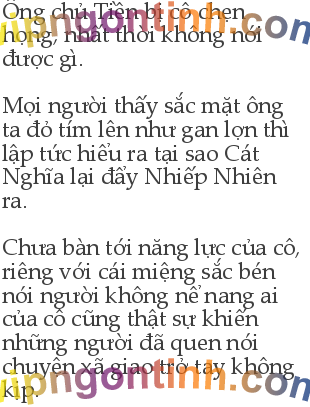 Ông chủ Tiền bị cô chẹn
họng, nhất thời không nói
được gì.
Mọi người thấy sắc mặt ông
ta đỏ tím lên như gan lợn thì
lập tức hiểu ra tại sao Cát
Nghĩa lại đẩy Nhiếp Nhiên
ra.
Chưa bàn tới năng lực của cô,
riêng với cái miệng sắc bén
nói người không nể nang ai
của cô cũng thật sự khiến
những người đã quen nói
chuyện xã giao trở tay không
kịp.